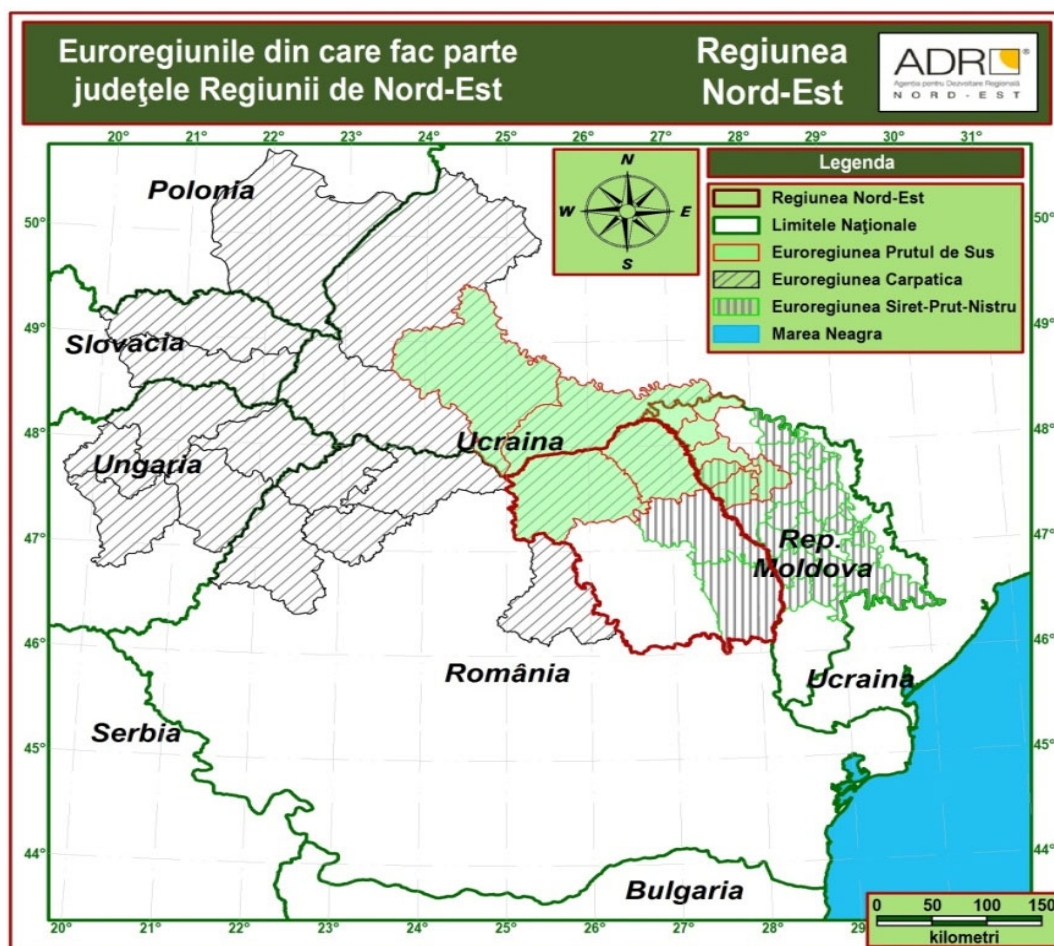 Euroregiunile din care fac parte
judeţele Regiunii de Nord-Est
Regiunea
Nord-Est
ADR
®
Agenţia pentru Dezvoltare Regională
NORD-EST
20° 21° 22° 23° 24° 25° 26° 27° 28° 29° 30° 31°
N
W E
S
Legenda
Regiunea Nord-Est
Limitele Naţionale
Euroregiunea Prutul de Sus
Euroregiunea Carpatica
Euroregiunea Siret-Prut-Nistru
Marea Neagra
Polonia
50° 50°
49° 49°
Slovacia
48° 48°
Ucraina
Ungaria
47° 47°
Rep.
Moldova
46° 46°
România
Ucraina
Serbia
45° 45°
44° 44°
Bulgaria
0 50 100 150
kilometri
20° 21° 22° 23° 24° 25° 26° 27° 28° 29